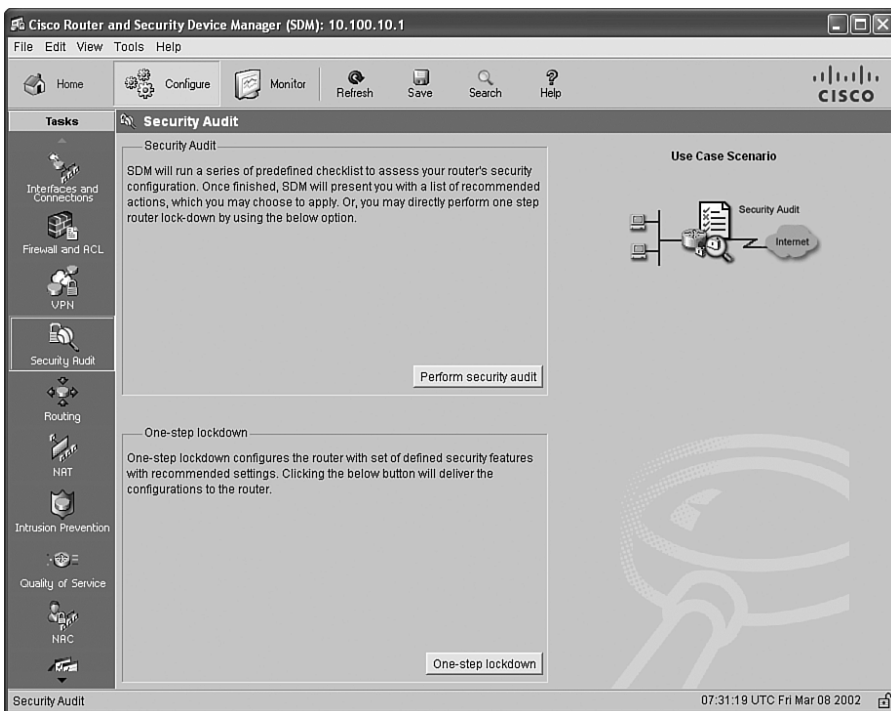 Cisco Router and Security Device Manager (SDM): 10.100.10.1
File Edit View Tools Help
Home Configure Monitor Refresh Save Search Help
CISCO
Tasks
Interfaces and Connections
Firewall and ACL
VPN
Security Audit
Routing
NAT
Intrusion Prevention
Quality of Service
NAC
Security Audit
Security Audit
SDM will run a series of predefined checklist to assess your router's security
configuration. Once finished, SDM will present you with a list of recommended
actions, which you may choose to apply. Or, you may directly perform one step
router lock-down by using the below option.
Perform security audit
One-step lockdown
One-step lockdown configures the router with set of defined security features
with recommended settings. Clicking the below button will deliver the
configurations to the router.
One-step lockdown
Use Case Scenario
Security Audit
Internet
Security Audit
07:31:19 UTC Fri Mar 08 2002